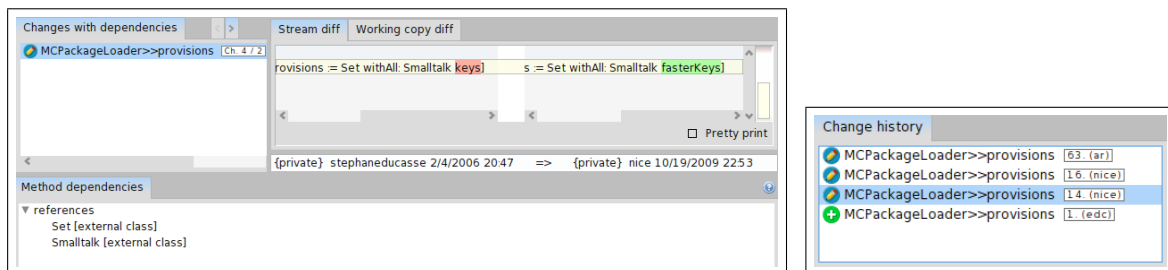 Changes with dependencies < >
MCPackageLoader>>provisions Ch. 4 / 2
Stream diff Working copy diff
rovisions := Set withAll: Smalltalk keys] s := Set withAll: Smalltalk fasterKeys]
Pretty print
{private} stephaneducasse 2/4/2006 20:47 => {private} nice 10/19/2009 22:53
Method dependencies
references
Set [external class]
Smalltalk [external class]
Change history
MCPackageLoader>>provisions 63. (ar)
MCPackageLoader>>provisions 16. (nice)
MCPackageLoader>>provisions 14. (nice)
MCPackageLoader>>provisions 1. (edc)